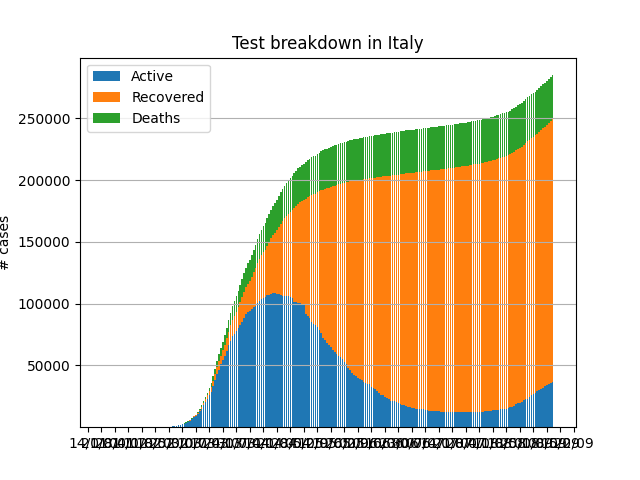 Test breakdown in Italy
Active
Recovered
Deaths
250000
200000
150000
100000
50000
# cases